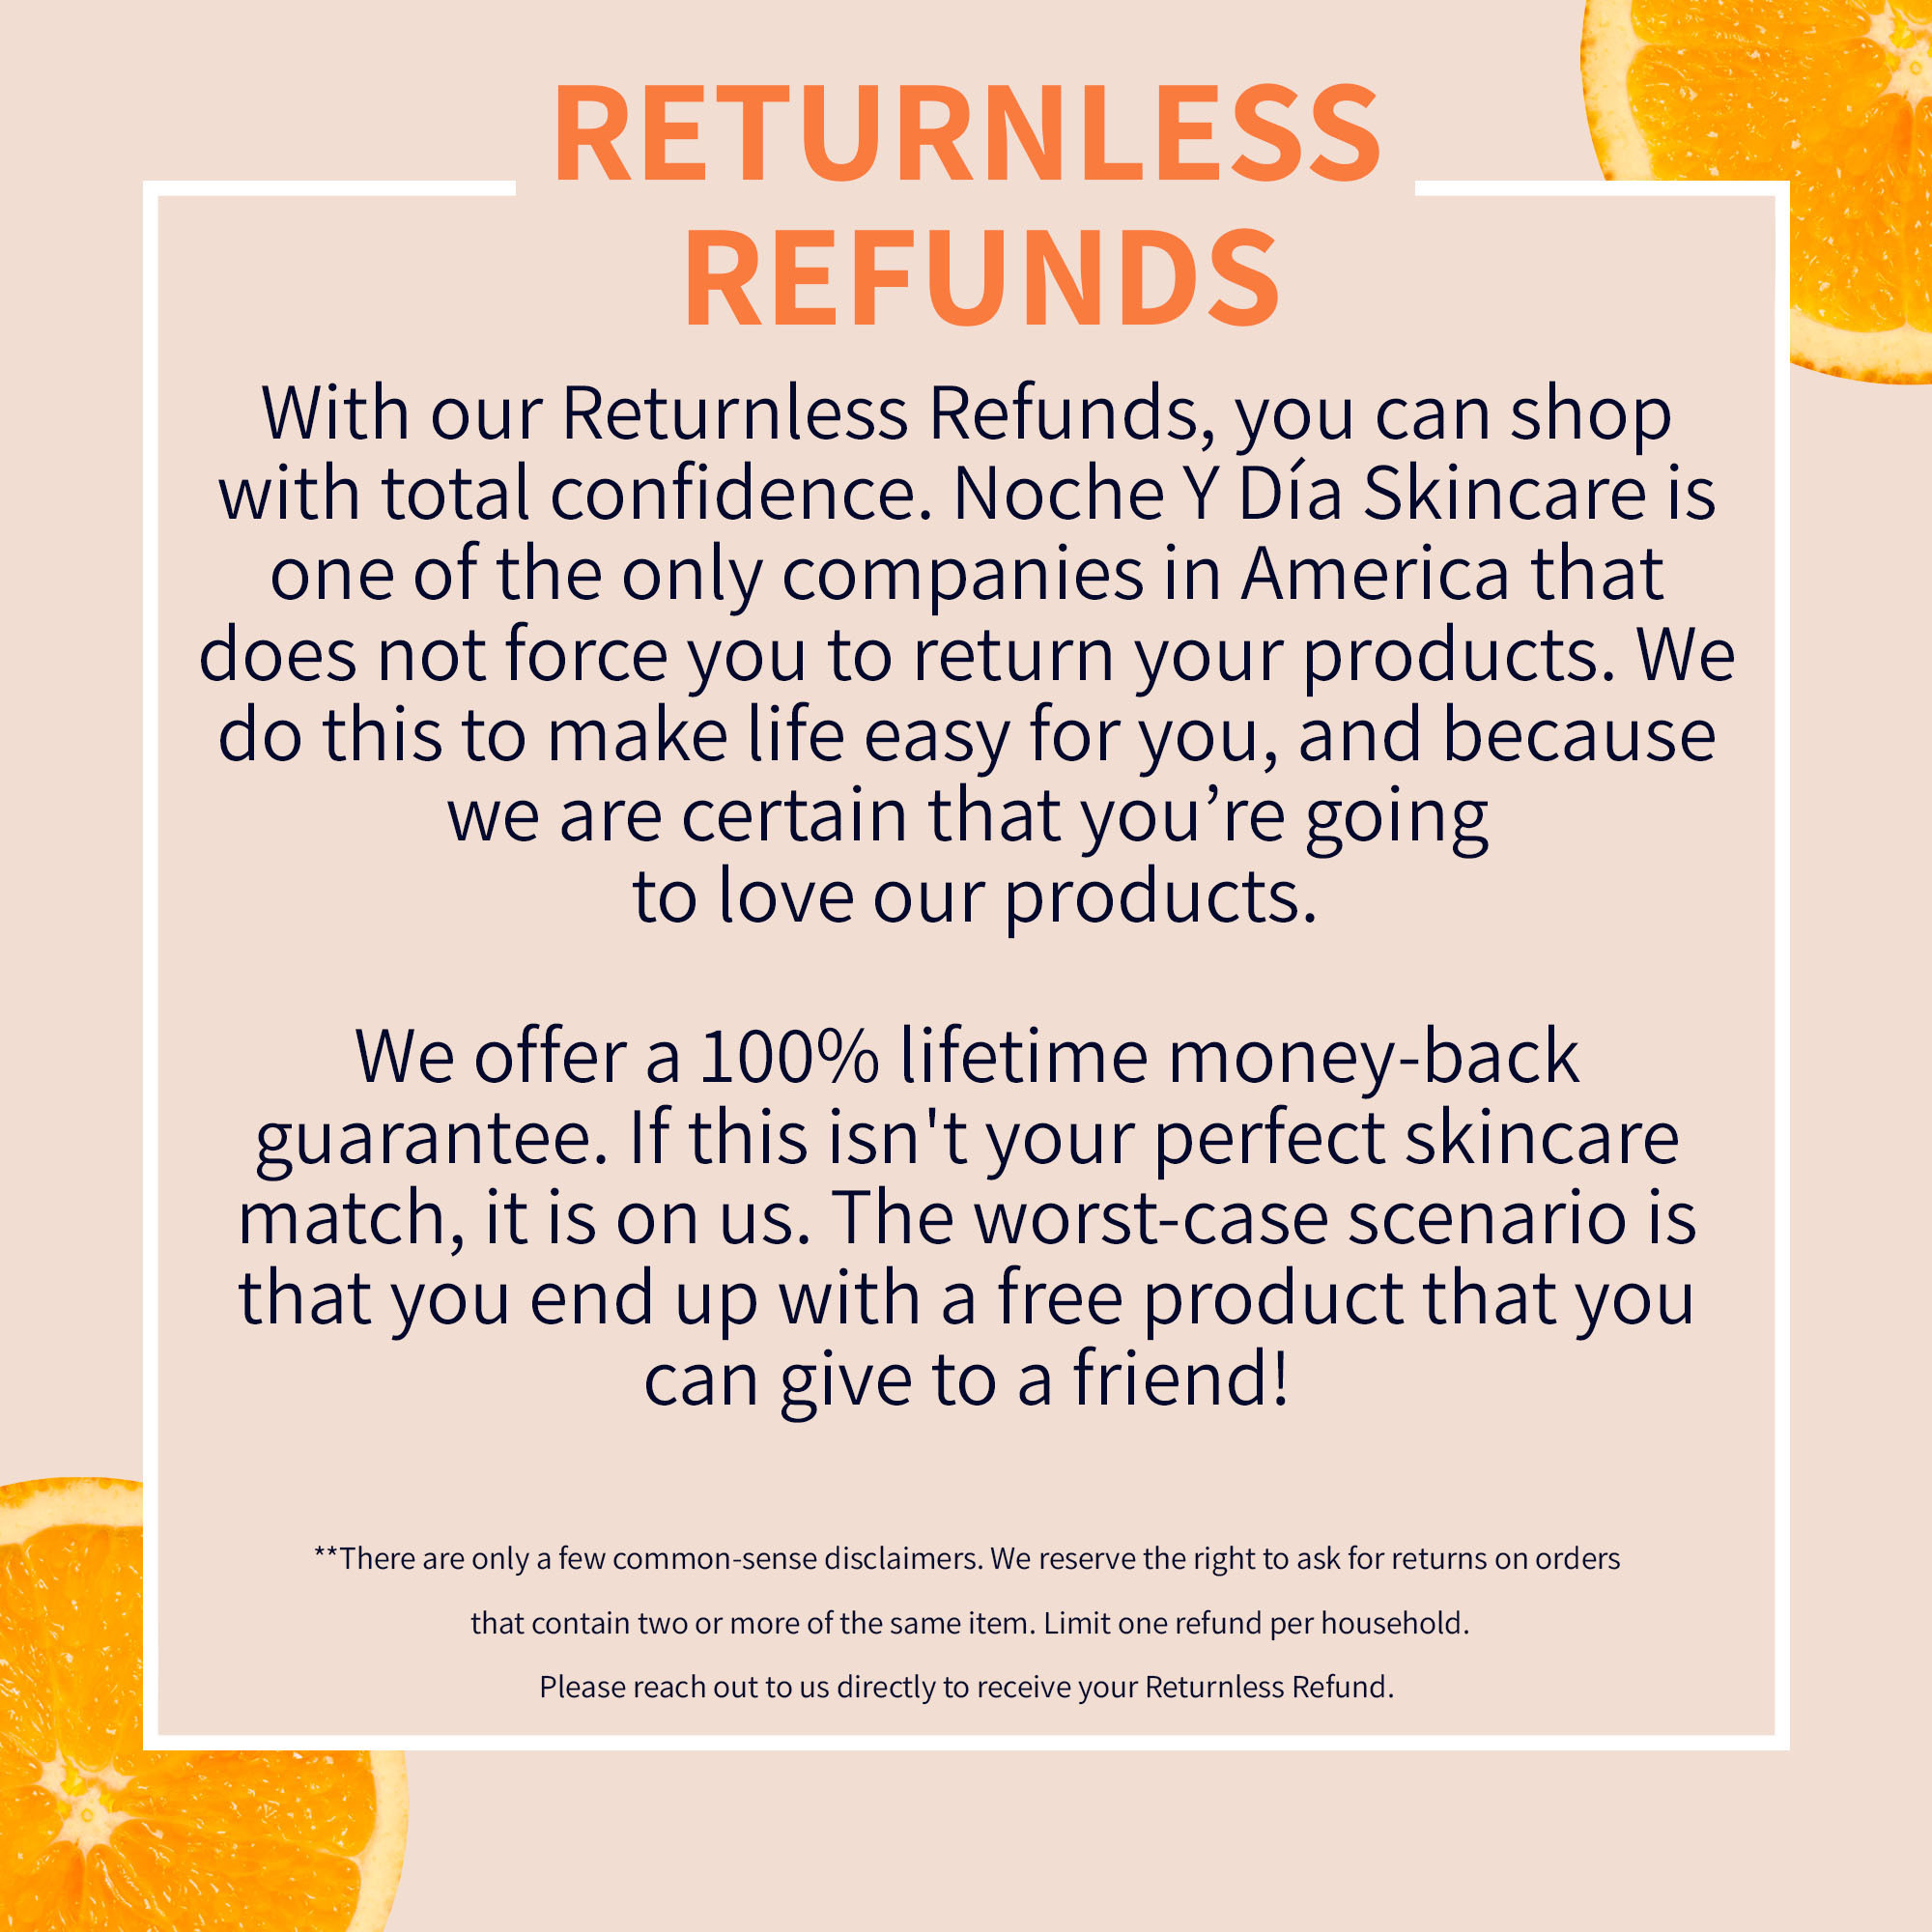 RETURNLESS
REFUNDS
With our Returnless Refunds, you can shop
with total confidence. Noche Y Día Skincare is
one of the only companies in America that
does not force you to return your products. We
do this to make life easy for you, and because
we are certain that you’re going
to love our products.
We offer a 100% lifetime money-back
guarantee. If this isn't your perfect skincare
match, it is on us. The worst-case scenario is
that you end up with a free product that you
can give to a friend!
**There are only a few common-sense disclaimers. We reserve the right to ask for returns on orders
that contain two or more of the same item. Limit one refund per household.
Please reach out to us directly to receive your Returnless Refund.